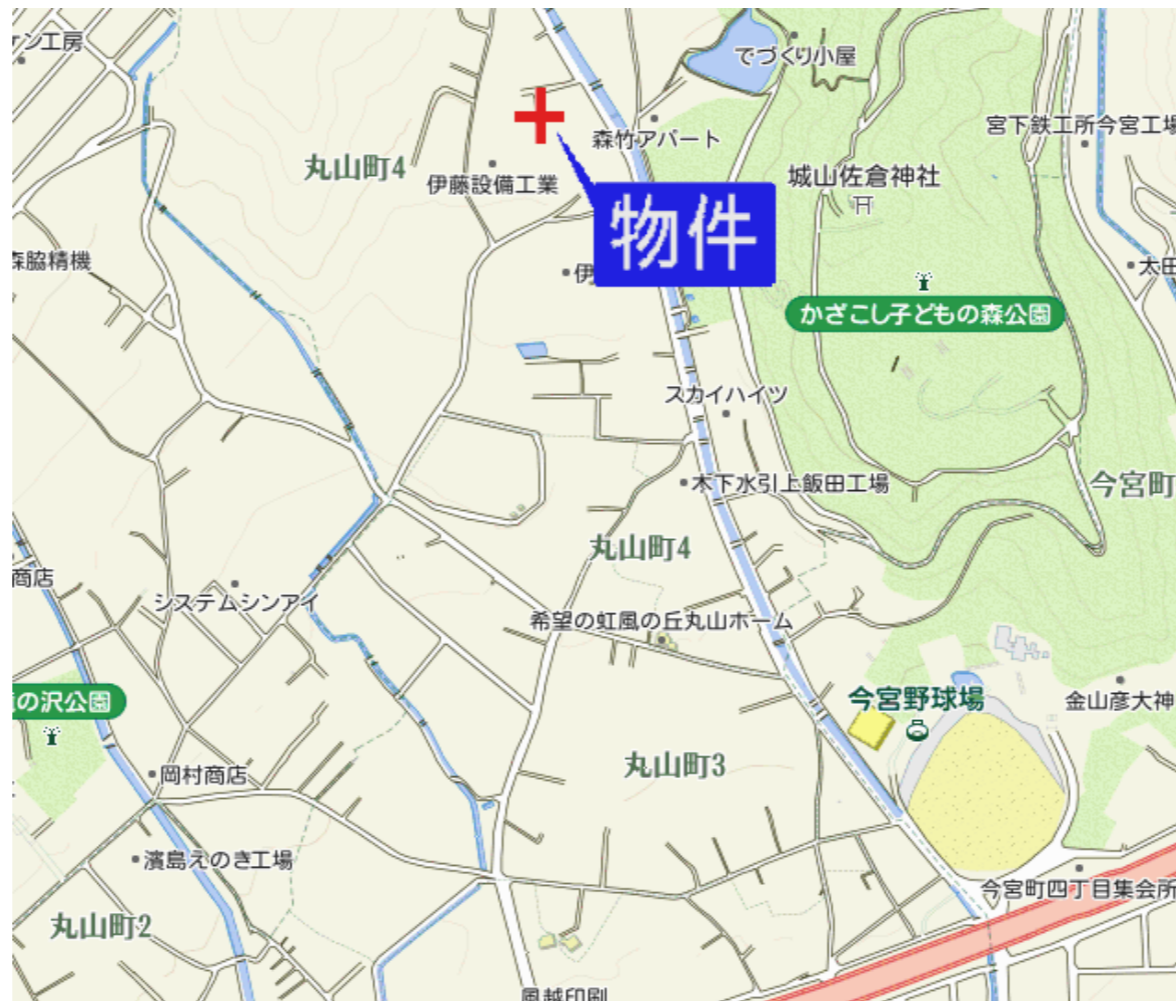 ケン工房
でづくり小屋
宮下鉄工所今宮工場
森竹アパート
丸山町4
伊藤設備工業
城山佐倉神社
物件
森脇精機
伊
太田
かざこし子どもの森公園
スカイハイツ
木下水引上飯田工場
今宮町
丸山町4
商店
システムシンアイ
希望の虹風の丘丸山ホーム
の沢公園
今宮野球場
金山彦大神
丸山町3
岡村商店
濱島えのき工場
今宮町四丁目集会所
丸山町2
風越印刷